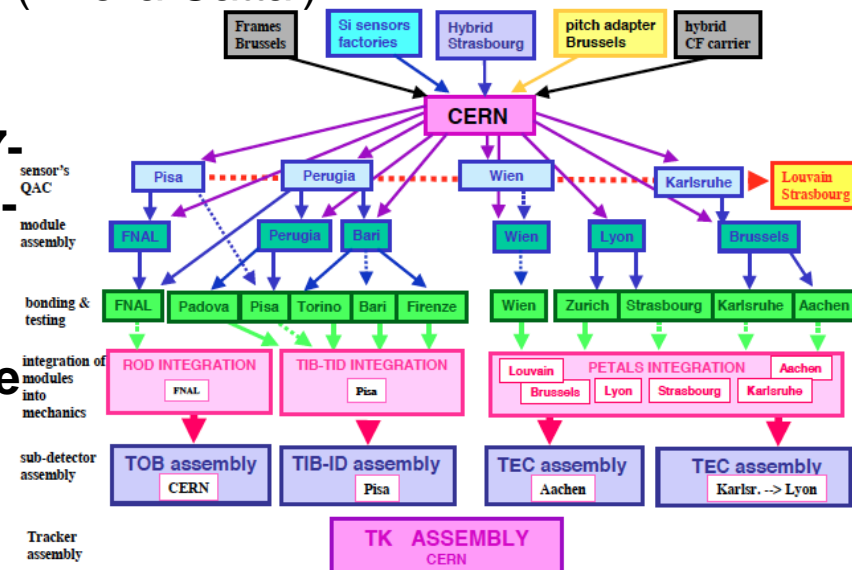 Frames
Brussels
Si sensors
factories
Hybrid
Strasbourg
pitch adapter
Brussels
hybrid
CF carrier
CERN
sensor's
QAC
Pisa
Perugia
Wien
Karlsruhe
Louvain
Strasbourg
-
module
assembly
FNAL
Perugia
Bari
Wien
Lyon
Brussels
bonding &
testing
FNAL
Padova
Pisa
Torino
Bari
Firenze
Wien
Zurich
Strasbourg
Karlsruhe
Aachen
integration of
modules
into
mechanics
e
ROD INTEGRATION
FNAL
TIB-TID INTEGRATION
Pisa
PETALS INTEGRATION
Louvain
Brussels
Lyon
Strasbourg
Karlsruhe
Aachen
sub-detector
assembly
TOB assembly
CERN
TIB-ID assembly
Pisa
TEC assembly
Aachen
TEC assembly
Karlsr. --> Lyon
Tracker
assembly
TK ASSEMBLY
CERN